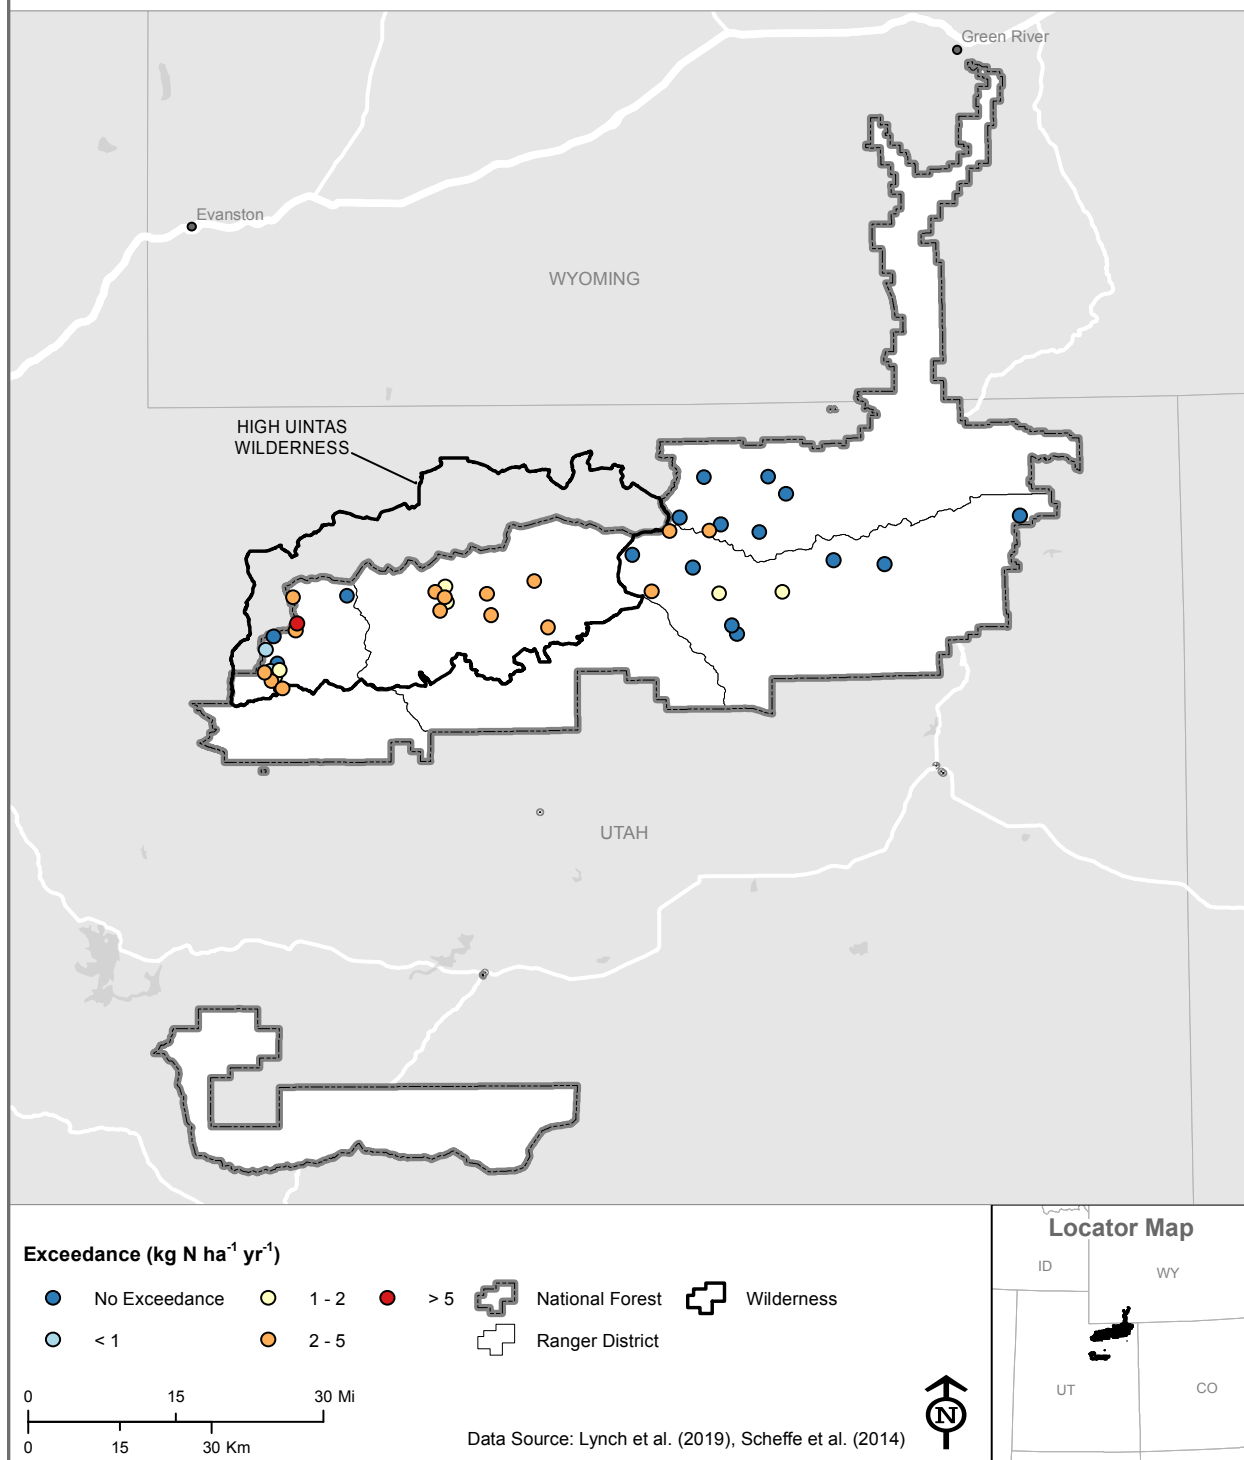 Green River
Evanston
WYOMING
HIGH UINTAS
WILDERNESS
UTAH
Exceedance (kg N ha⁻¹ yr⁻¹)
No Exceedance
1 - 2
> 5
National Forest
Wilderness
< 1
2 - 5
Ranger District
0 15 30 Mi
0 15 30 Km
Data Source: Lynch et al. (2019), Scheffe et al. (2014)
N
Locator Map
ID
WY
UT
CO